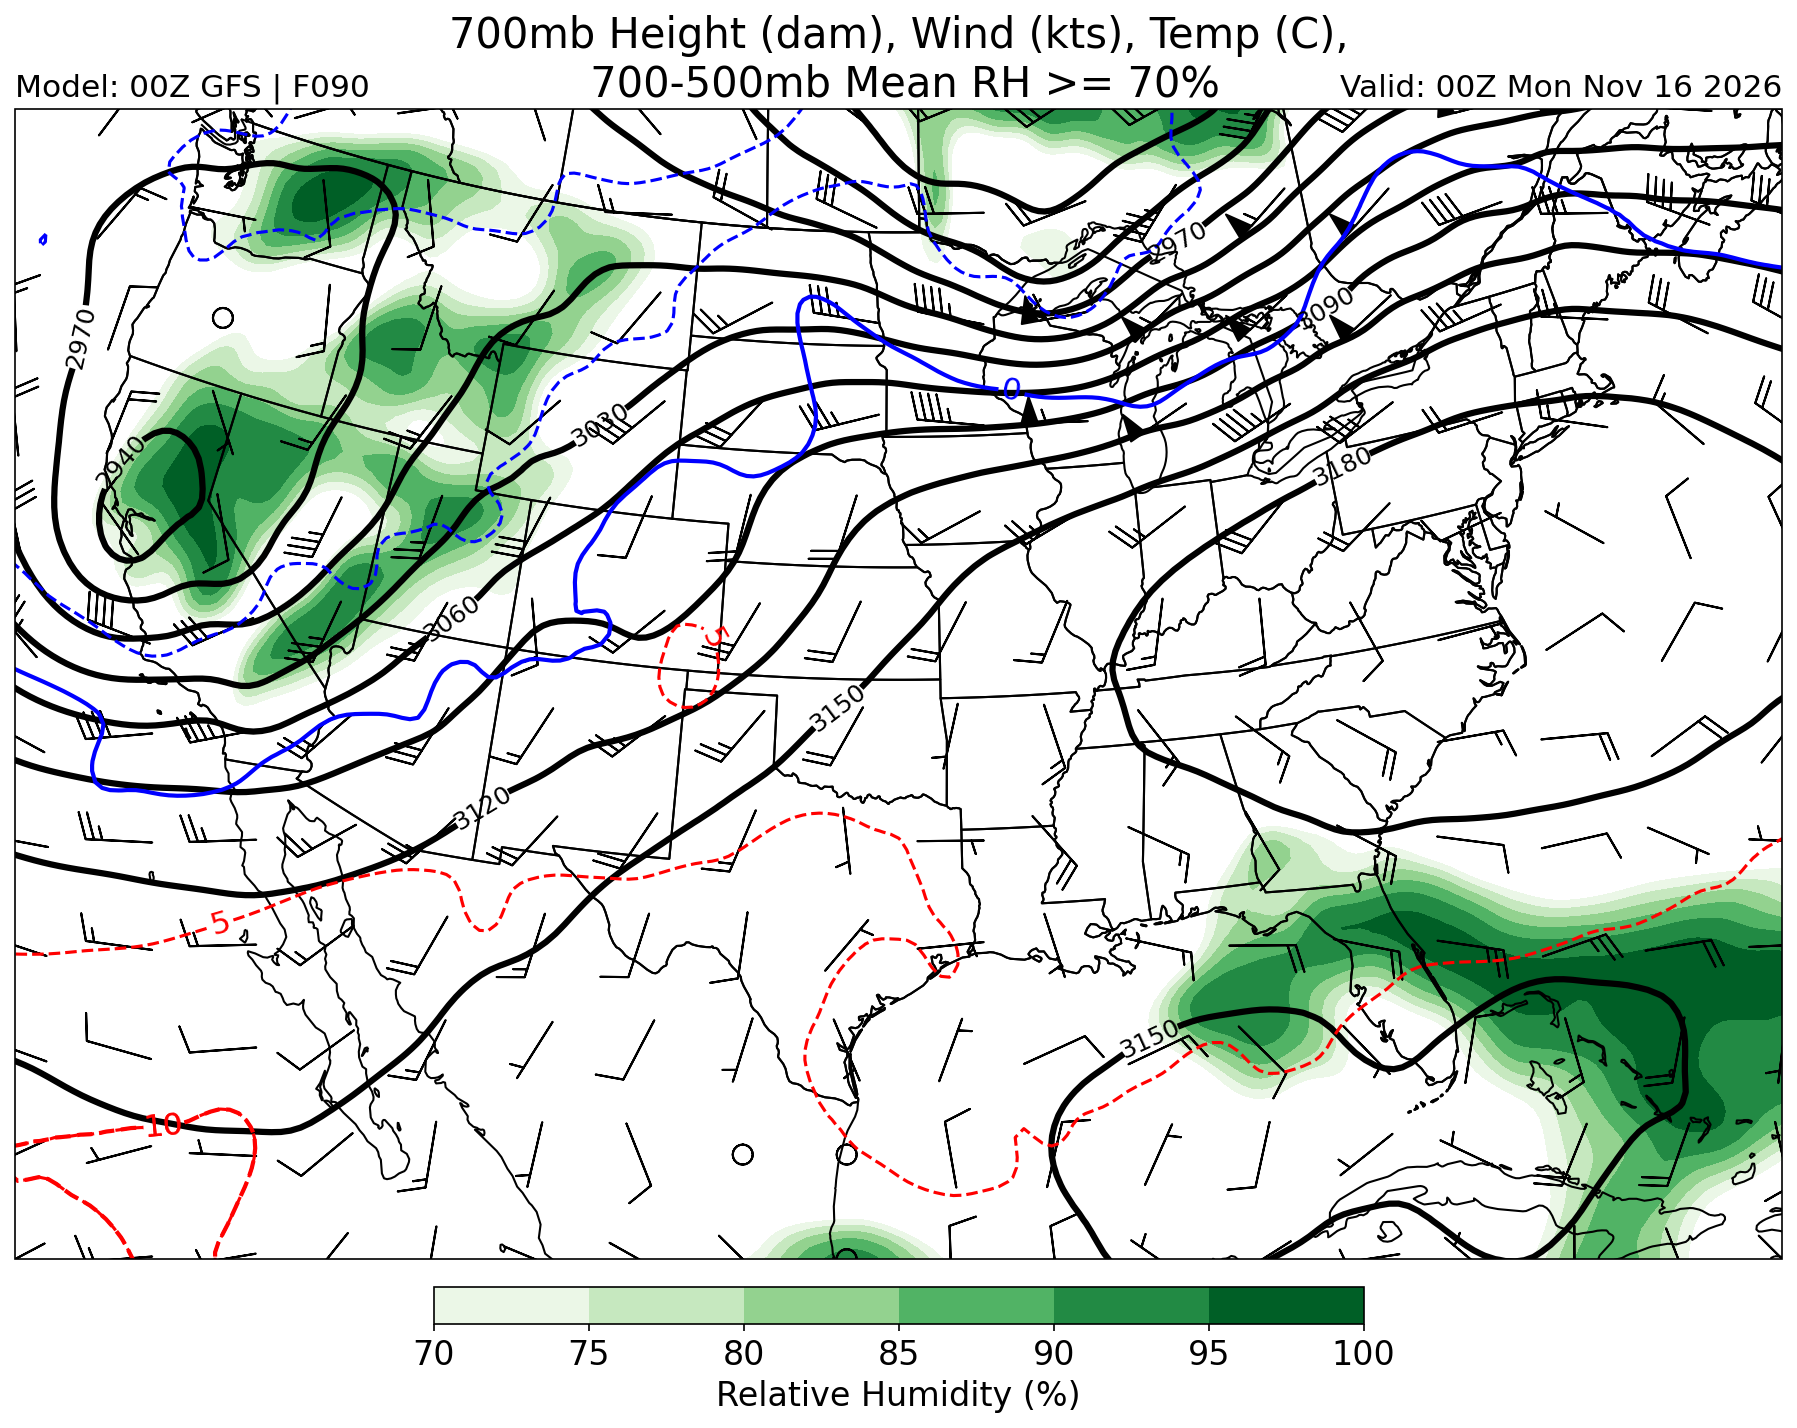 700mb Height (dam), Wind (kts), Temp (C),
700-500mb Mean RH >= 70%
Model: 00Z GFS | F090
Valid: 00Z Mon Nov 16 2026
2970
2970
3090
0
2940
3030
3180
3060
5
3150
3120
5
3150
10
70 75 80 85 90 95 100
Relative Humidity (%)